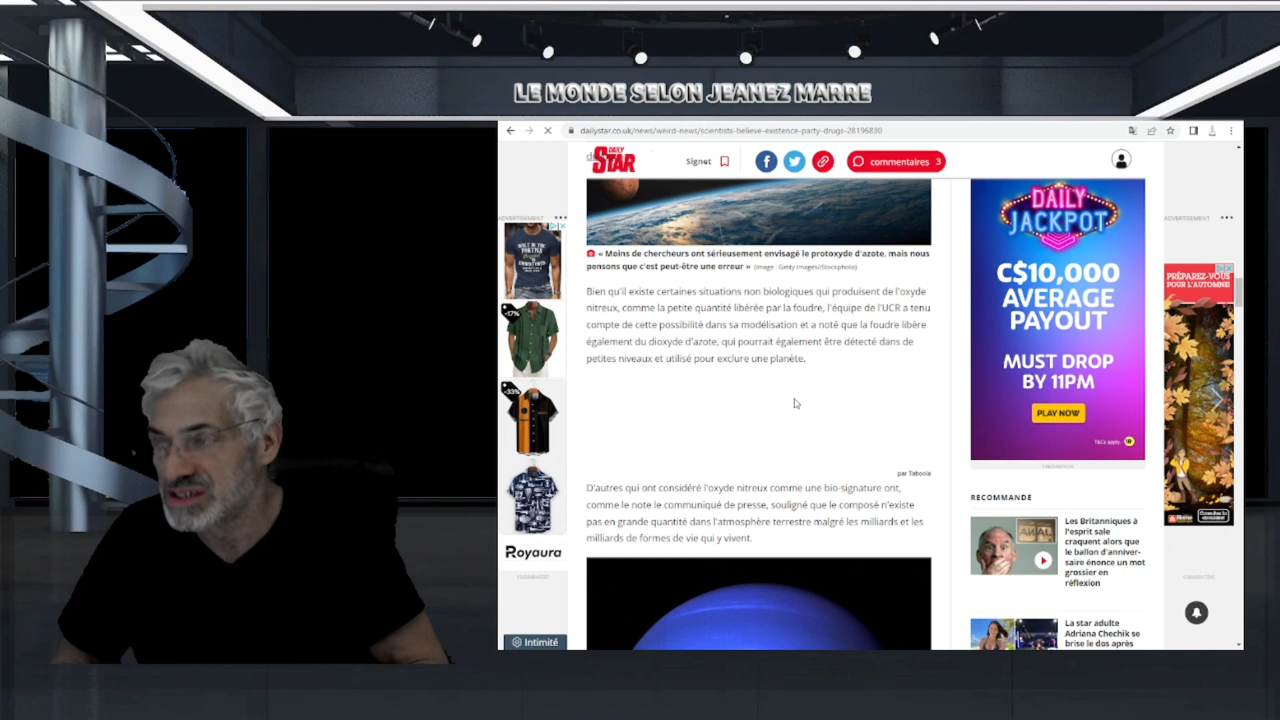 LE MONDE SELON JEANEZ MARRE
dailystar.co.uk/news/weird-news/scientists-believe-existence-party-drugs-28196830
DAILY
STAR
Signet
commentaires 3
ADVERTISEMENT
« Moins de chercheurs ont sérieusement envisagé le protoxyde d'azote, mais nous
pensons que c'est peut-être une erreur » (Image : Getty Images/iStockphoto)
Bien qu'il existe certaines situations non biologiques qui produisent de l'oxyde
nitreux, comme la petite quantité libérée par la foudre, l'équipe de l'UCR a tenu
compte de cette possibilité dans sa modélisation et a noté que la foudre libère
également du dioxyde d'azote, qui pourrait également être détecté dans de
petites niveaux et utilisé pour exclure une planète.
par Taboola
D'autres qui ont considéré l'oxyde nitreux comme une bio-signature ont,
comme le note le communiqué de presse, souligné que le composé n'existe
pas en grande quantité dans l'atmosphère terrestre malgré les milliards et les
milliards de formes de vie qui y vivent.
-17%
-33%
Royaura
Intimité
DAILY
JACKPOT
C$10,000
AVERAGE
PAYOUT
MUST DROP
BY 11PM
PLAY NOW
T&Cs apply.
RECOMMANDÉ
Les Britanniques à
l'esprit sale
craquent alors que
le ballon d'anniver-
saire énonce un mot
grossier en
réflexion
La star adulte
Adriana Chechik se
brise le dos après
ADVERTISEMENT
PRÉPAREZ-VOUS
POUR L'AUTOMNE!